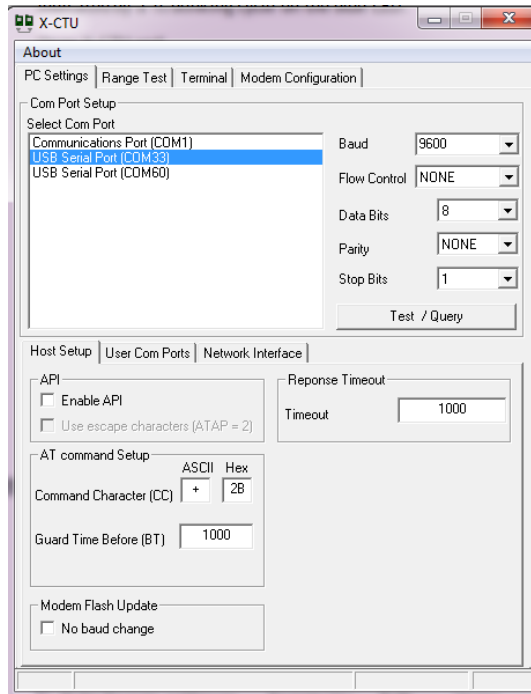 X-CTU
About
PC Settings Range Test Terminal Modem Configuration
Com Port Setup
Select Com Port
Communications Port (COM1)
USB Serial Port (COM33)
USB Serial Port (COM60)
Baud 9600
Flow Control NONE
Data Bits 8
Parity NONE
Stop Bits 1
Test / Query
Host Setup User Com Ports Network Interface
API
Enable API
Use escape characters (ATAP = 2)
Reponse Timeout
Timeout 1000
AT command Setup
ASCII Hex
Command Character (CC) + 2B
Guard Time Before (BT) 1000
Modem Flash Update
No baud change